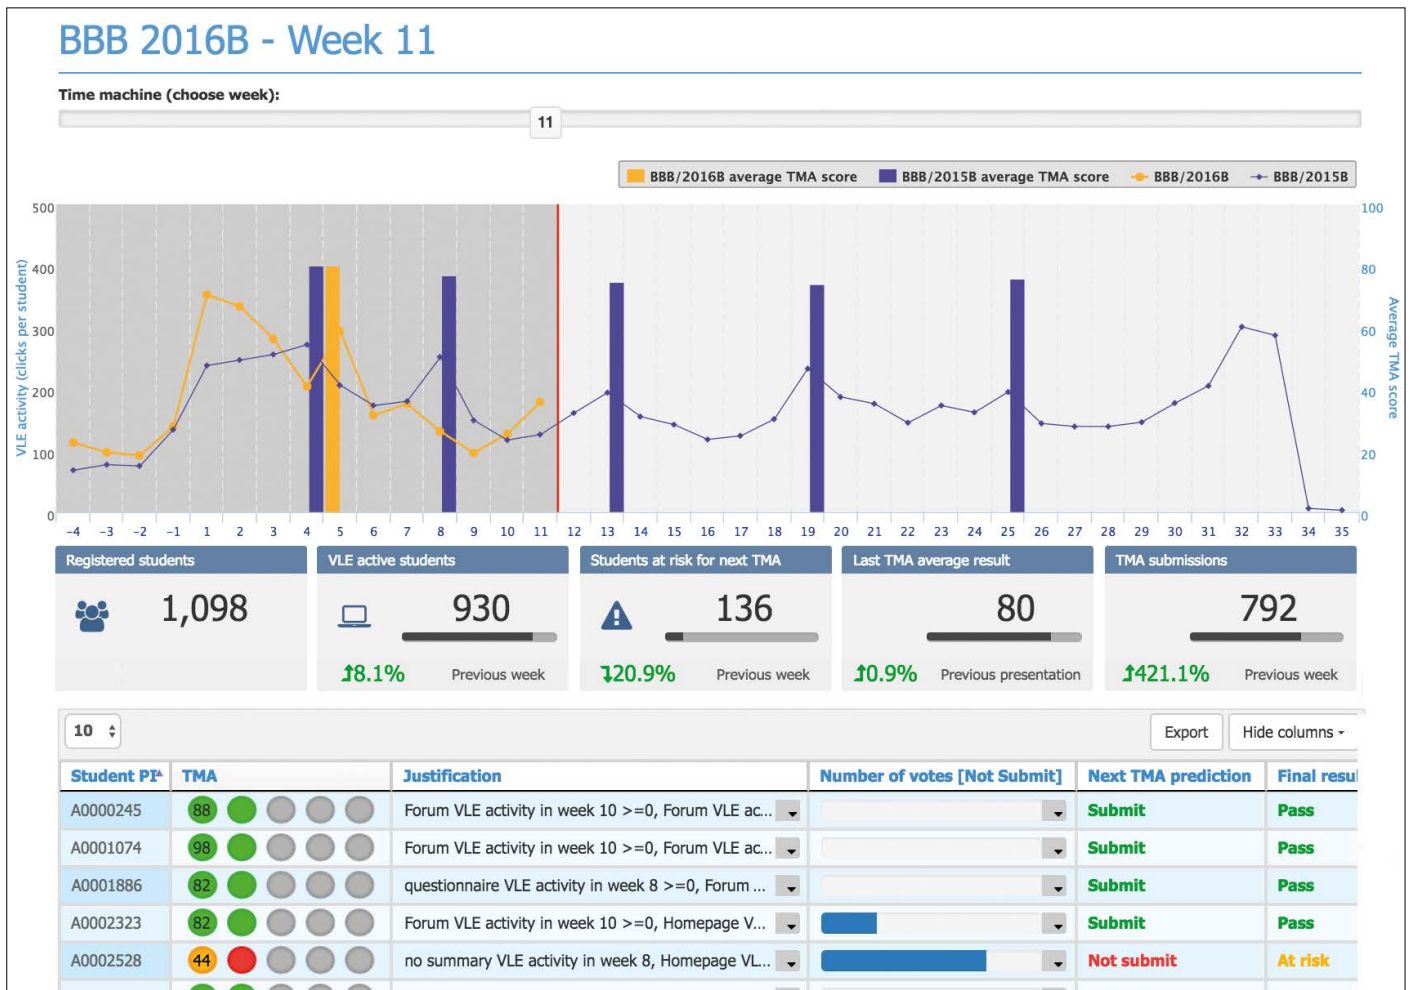 BBB 2016B - Week 11
Time machine (choose week):
11
BBB/2016B average TMA score BBB/2015B average TMA score BBB/2016B BBB/2015B
VLE activity (clicks per student)
500
400
300
200
100
0
100
80
60
40
20
0
Average TMA score
-4 -3 -2 -1 1 2 3 4 5 6 7 8 9 10 11 12 13 14 15 16 17 18 19 20 21 22 23 24 25 26 27 28 29 30 31 32 33 34 35
Registered students
1,098
VLE active students
930
8.1% Previous week
Students at risk for next TMA
136
20.9% Previous week
Last TMA average result
80
0.9% Previous presentation
TMA submissions
792
421.1% Previous week
10 Export Hide columns
Student PI TMA Justification Number of votes [Not Submit] Next TMA prediction Final resul
A0000245 88 Forum VLE activity in week 10 >=0, Forum VLE ac... Submit Pass
A0001074 98 Forum VLE activity in week 10 >=0, Forum VLE ac... Submit Pass
A0001886 82 questionnaire VLE activity in week 8 >=0, Forum ... Submit Pass
A0002323 82 Forum VLE activity in week 10 >=0, Homepage V... Submit Pass
A0002528 44 no summary VLE activity in week 8, Homepage VL... Not submit At risk